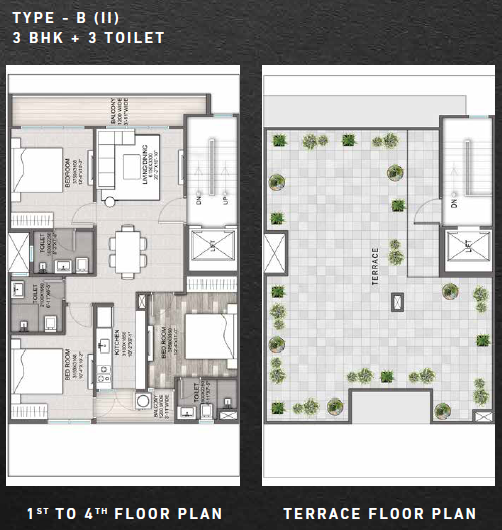 TYPE - B (II)
3 BHK + 3 TOILET
BALCONY
LIVING/DINING
BEDROOM
DN
UP
LIFT
TOILET
TOILET
KITCHEN
BED ROOM
BED ROOM
TOILET
BALCONY
1ST TO 4TH FLOOR PLAN
DN
LIFT
TERRACE
TERRACE FLOOR PLAN